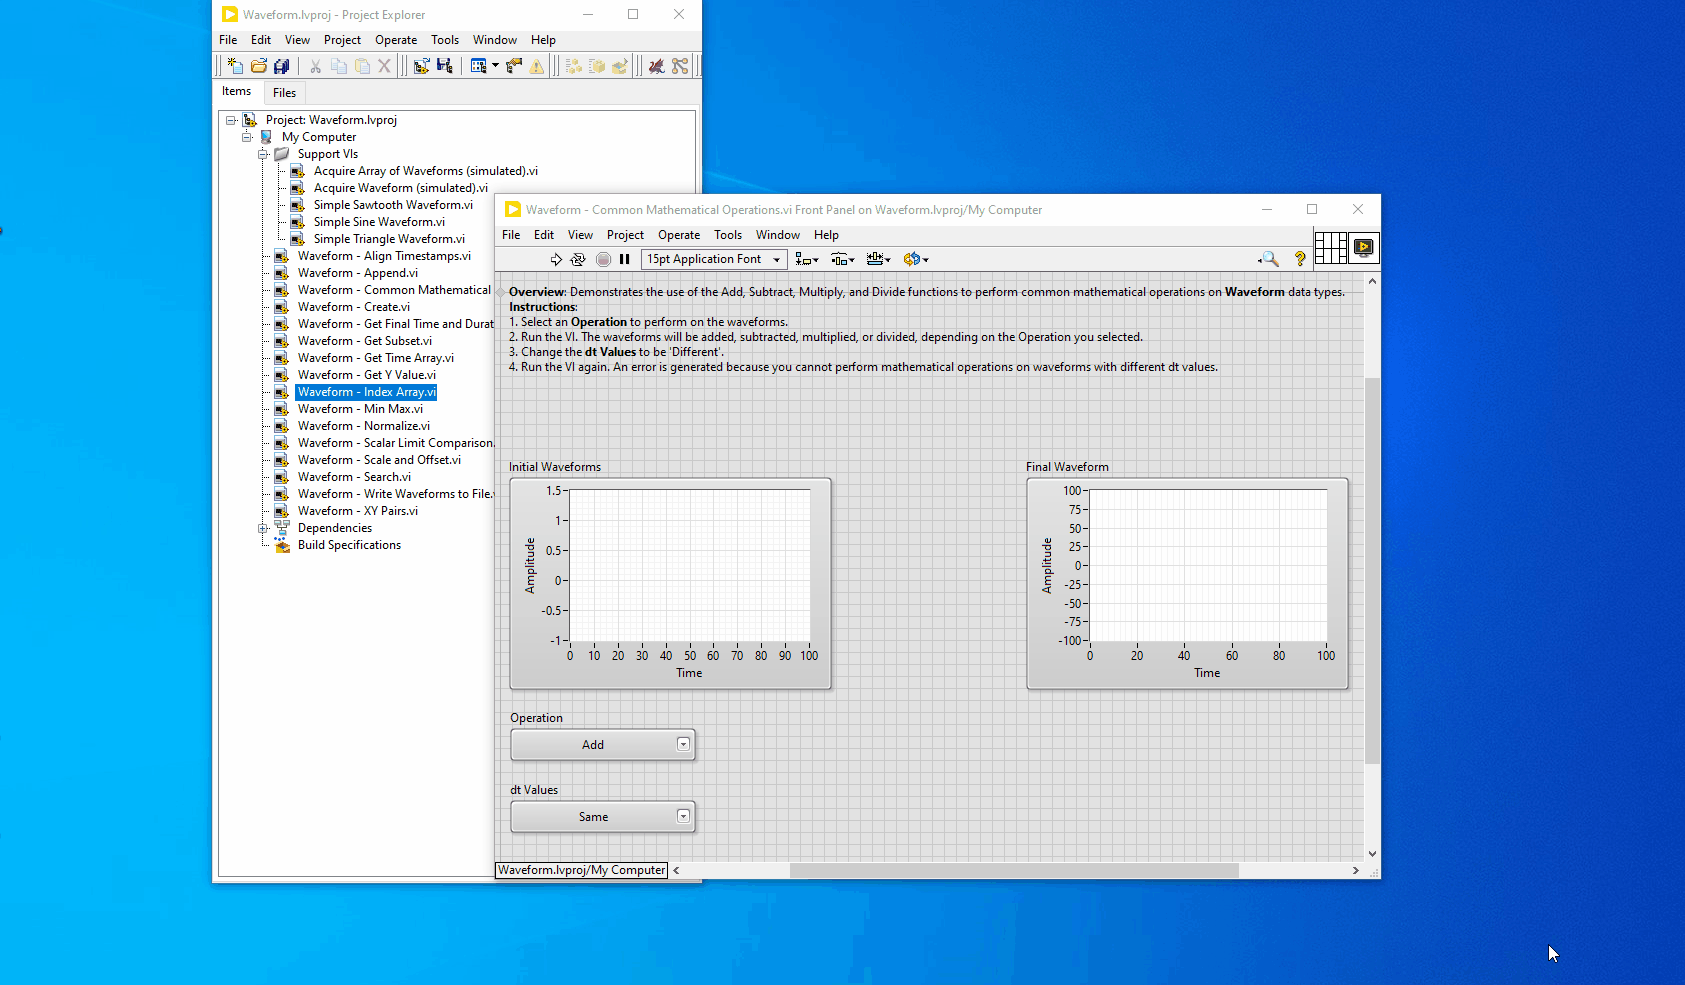 Waveform.lvproj - Project Explorer
File Edit View Project Operate Tools Window Help
Items Files
Project: Waveform.lvproj
My Computer
Support VIs
Acquire Array of Waveforms (simulated).vi
Acquire Waveform (simulated).vi
Simple Sawtooth Waveform.vi
Simple Sine Waveform.vi
Simple Triangle Waveform.vi
Waveform - Align Timestamps.vi
Waveform - Append.vi
Waveform - Common Mathematical
Waveform - Create.vi
Waveform - Get Final Time and Durat
Waveform - Get Subset.vi
Waveform - Get Time Array.vi
Waveform - Get Y Value.vi
Waveform - Index Array.vi
Waveform - Min Max.vi
Waveform - Normalize.vi
Waveform - Scalar Limit Comparison.
Waveform - Scale and Offset.vi
Waveform - Search.vi
Waveform - Write Waveforms to File.v
Waveform - XY Pairs.vi
Dependencies
Build Specifications
Waveform - Common Mathematical Operations.vi Front Panel on Waveform.lvproj/My Computer
File Edit View Project Operate Tools Window Help
15pt Application Font
Overview: Demonstrates the use of the Add, Subtract, Multiply, and Divide functions to perform common mathematical operations on Waveform data types.
Instructions:
1. Select an Operation to perform on the waveforms.
2. Run the VI. The waveforms will be added, subtracted, multiplied, or divided, depending on the Operation you selected.
3. Change the dt Values to be 'Different'.
4. Run the VI again. An error is generated because you cannot perform mathematical operations on waveforms with different dt values.
Initial Waveforms
1.5
1
0.5
0
-0.5
-1
Amplitude
0 10 20 30 40 50 60 70 80 90 100
Time
Final Waveform
100
75
50
25
0
-25
-50
-75
-100
Amplitude
0 20 40 60 80 100
Time
Operation
Add
dt Values
Same
Waveform.lvproj/My Computer